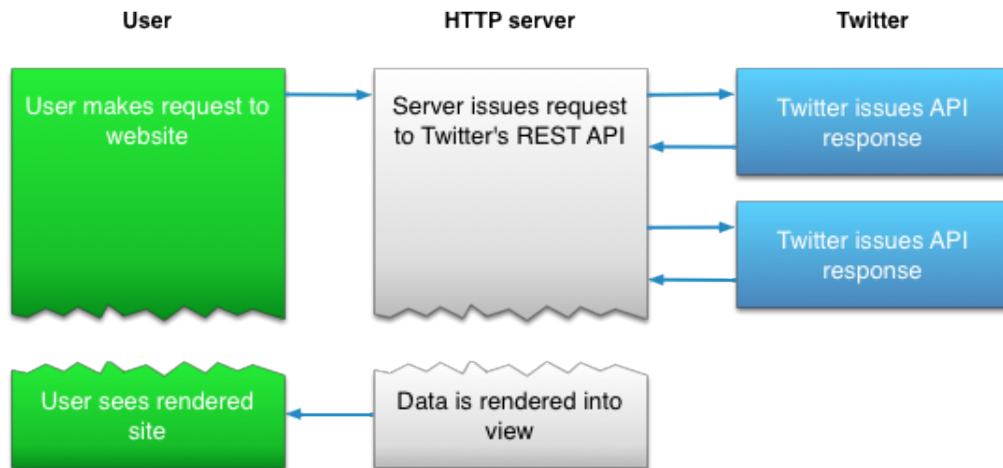 User
HTTP server
Twitter
User makes request to
website
Server issues request
to Twitter's REST API
Twitter issues API
response
Twitter issues API
response
User sees rendered
site
Data is rendered into
view